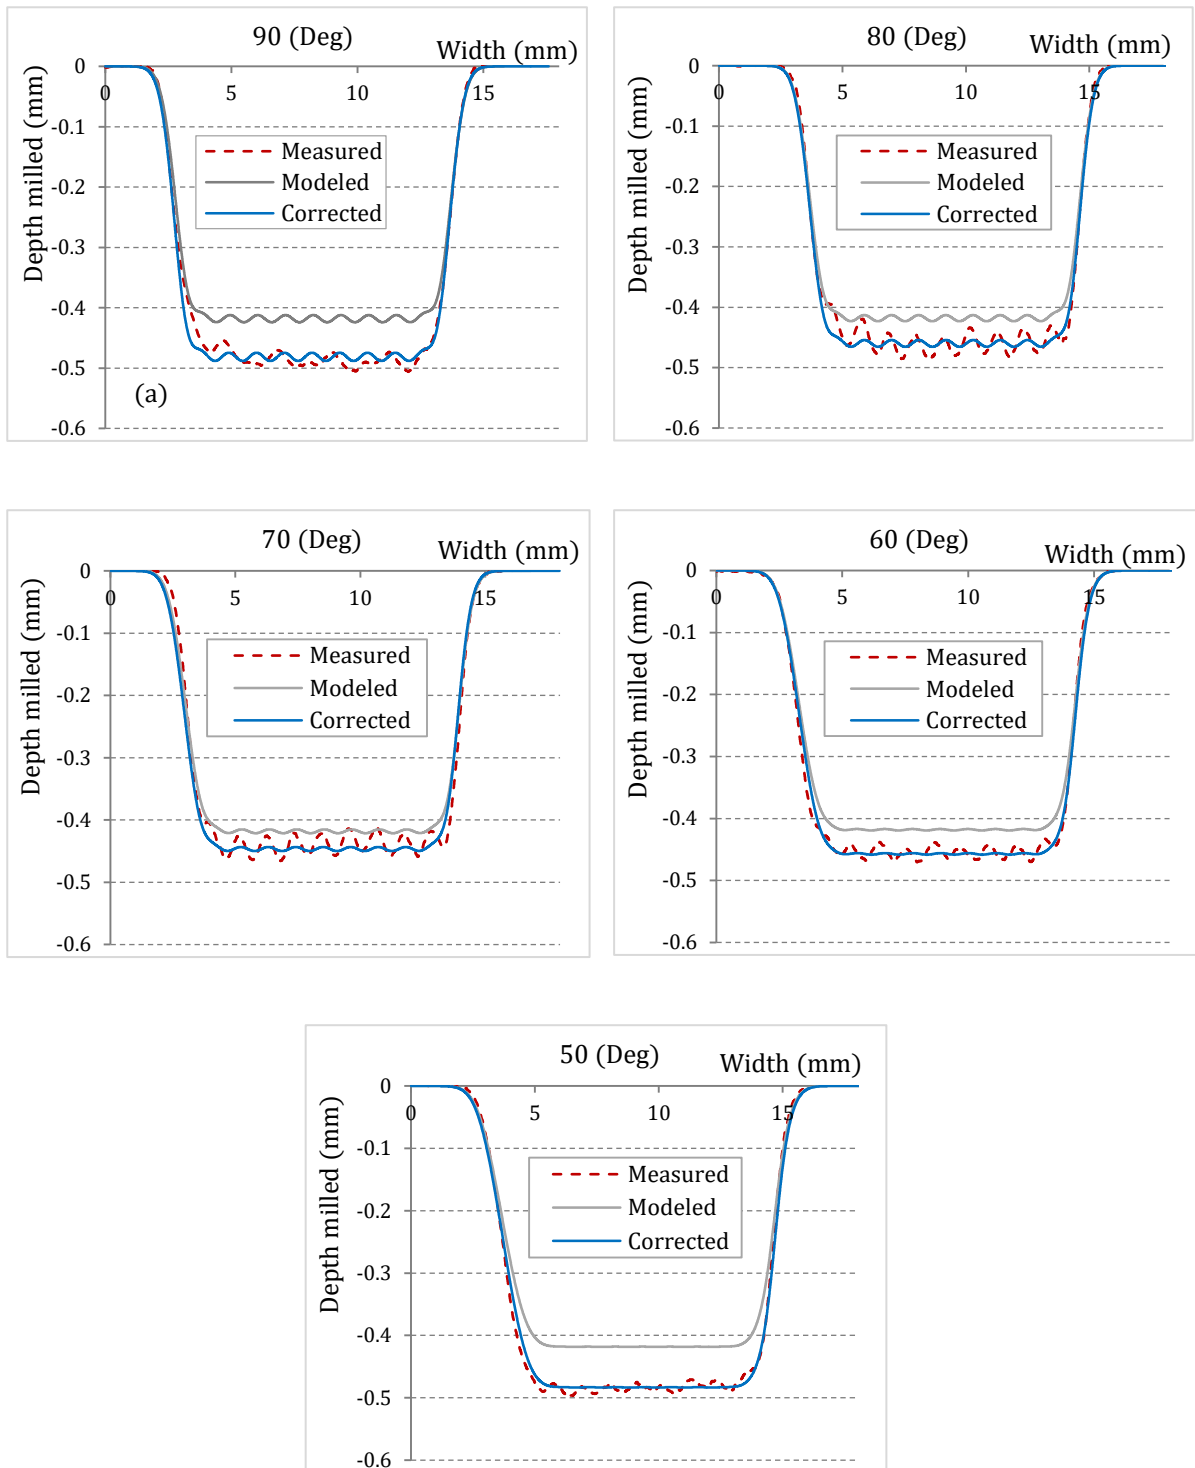 90 (Deg)
Width (mm)
Depth milled (mm)
0
-0.1
-0.2
-0.3
-0.4
-0.5
-0.6
0
5
10
15
Measured
Modeled
Corrected
(a)
80 (Deg)
Width (mm)
Depth milled (mm)
0
-0.1
-0.2
-0.3
-0.4
-0.5
-0.6
0
5
10
15
Measured
Modeled
Corrected
70 (Deg)
Width (mm)
Depth milled (mm)
0
-0.1
-0.2
-0.3
-0.4
-0.5
-0.6
0
5
10
15
Measured
Modeled
Corrected
60 (Deg)
Width (mm)
Depth milled (mm)
0
-0.1
-0.2
-0.3
-0.4
-0.5
-0.6
0
5
10
15
Measured
Modeled
Corrected
50 (Deg)
Width (mm)
Depth milled (mm)
0
-0.1
-0.2
-0.3
-0.4
-0.5
-0.6
0
5
10
15
Measured
Modeled
Corrected